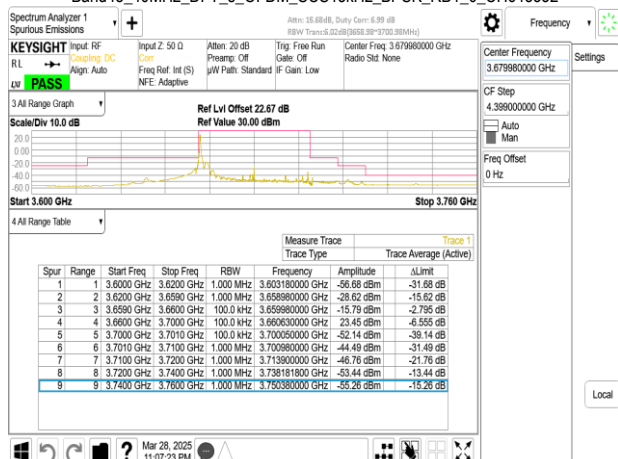 Spectrum Analyzer 1
Spurious Emissions
Attn: 15.68dB, Duty Corr: 6.99 dB
RBW Trancs:6.02dB(3658.98~3700.98MHz)
Frequency
KEYSIGHT Input: RF Input Z: 50 Ω Atten: 20 dB Trig: Free Run Center Freq: 3.679980000 GHz
RL Coupling: DC Corr Preamp: Off Gate: Off Radio Std: None
Align: Auto Freq Ref: Int (S) µW Path: Standard IF Gain: Low
NFE: Adaptive
PASS
Center Frequency
3.679980000 GHz
Settings
CF Step
4.399000000 GHz
Auto
Man
Freq Offset
0 Hz
3 All Range Graph
Scale/Div 10.0 dB
Ref Lvl Offset 22.67 dB
Ref Value 30.00 dBm
20.0
0.00
-20.0
-40.0
-60.0
Start 3.600 GHz
Stop 3.760 GHz
4 All Range Table
Measure Trace Trace 1
Trace Type Trace Average (Active)
Spur Range Start Freq Stop Freq RBW Frequency Amplitude ΔLimit
1 1 3.6000 GHz 3.6200 GHz 1.000 MHz 3.603180000 GHz -56.68 dBm -31.68 dB
2 2 3.6200 GHz 3.6590 GHz 1.000 MHz 3.658980000 GHz -28.62 dBm -15.62 dB
3 3 3.6590 GHz 3.6600 GHz 100.0 kHz 3.659980000 GHz -15.79 dBm -2.795 dB
4 4 3.6600 GHz 3.7000 GHz 100.0 kHz 3.660630000 GHz 23.45 dBm -6.555 dB
5 5 3.7000 GHz 3.7010 GHz 100.0 kHz 3.700050000 GHz -52.14 dBm -39.14 dB
6 6 3.7010 GHz 3.7100 GHz 1.000 MHz 3.700980000 GHz -44.49 dBm -31.49 dB
7 7 3.7100 GHz 3.7200 GHz 1.000 MHz 3.713900000 GHz -46.76 dBm -21.76 dB
8 8 3.7200 GHz 3.7400 GHz 1.000 MHz 3.738181800 GHz -53.44 dBm -13.44 dB
9 9 3.7400 GHz 3.7600 GHz 1.000 MHz 3.750380000 GHz -55.26 dBm -15.26 dB
Local
Mar 28, 2025
11:07:23 PM